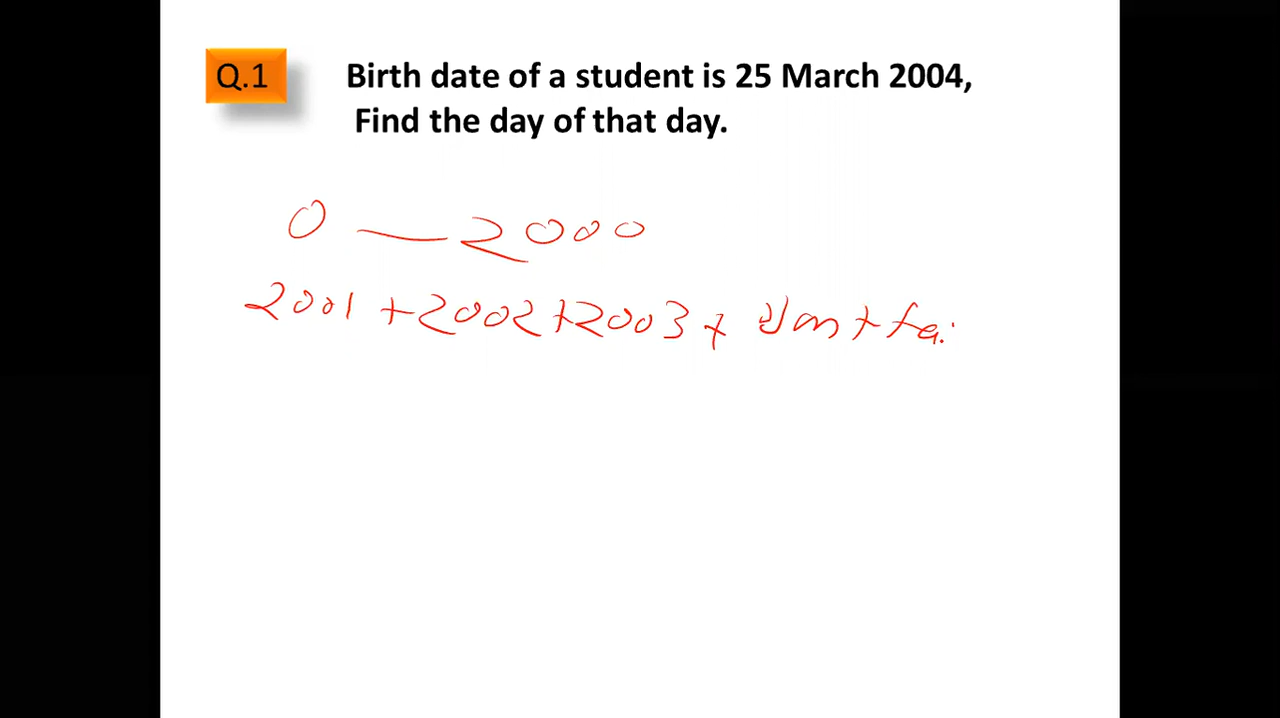 Q.1
Birth date of a student is 25 March 2004,
Find the day of that day.
0 — 2000
2001 + 2002 + 2003 +